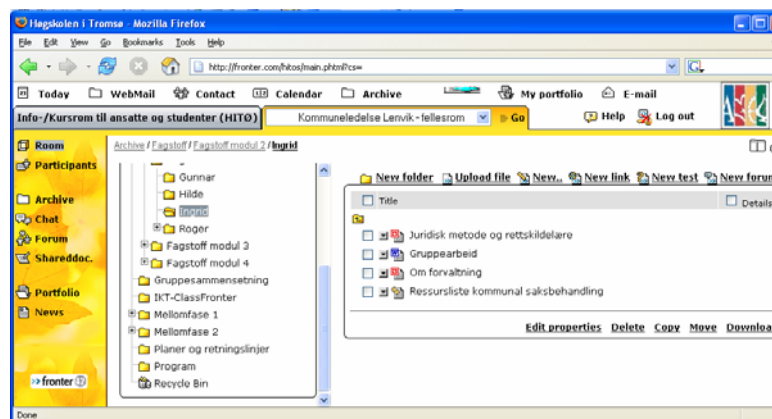 Høgskolen i Tromsø - Mozilla Firefox
File Edit View Go Bookmarks Tools Help
http://fronter.com/hitos/main.phtml?cs=
Today WebMail Contact Calendar Archive My portfolio E-mail
Info-/Kursrom til ansatte og studenter (HITØ) Kommuneledelse Lenvik - fellesrom Go Help Log out
Room Archive / Fagstoff / Fagstoff modul 2 / Ingrid
Participants
Archive
Chat
Forum
Shareddoc.
Portfolio
News
fronter
Gunnar
Hilde
Ingrid
Roger
Fagstoff modul 3
Fagstoff modul 4
Gruppesammensetning
IKT-ClassFronter
Mellomfase 1
Mellomfase 2
Planer og retningslinjer
Program
Recycle Bin
New folder Upload file New.. New link New test New forum
Title Details
Juridisk metode og rettskildelære
Gruppearbeid
Om forvaltning
Ressursliste kommunal saksbehandling
Edit properties Delete Copy Move Downloa
Done